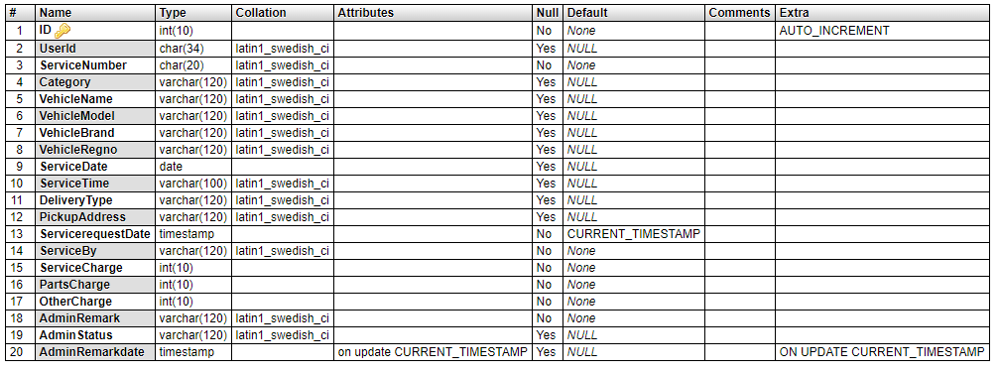 # Name Type Collation Attributes Null Default Comments Extra
1 ID int(10) No None AUTO_INCREMENT
2 UserId char(34) latin1_swedish_ci Yes NULL
3 ServiceNumber char(20) latin1_swedish_ci No None
4 Category varchar(120) latin1_swedish_ci Yes NULL
5 VehicleName varchar(120) latin1_swedish_ci Yes NULL
6 VehicleModel varchar(120) latin1_swedish_ci Yes NULL
7 VehicleBrand varchar(120) latin1_swedish_ci Yes NULL
8 VehicleRegno varchar(120) latin1_swedish_ci Yes NULL
9 ServiceDate date Yes NULL
10 ServiceTime varchar(100) latin1_swedish_ci Yes NULL
11 DeliveryType varchar(120) latin1_swedish_ci Yes NULL
12 PickupAddress varchar(120) latin1_swedish_ci Yes NULL
13 ServicerequestDate timestamp No CURRENT_TIMESTAMP
14 ServiceBy varchar(120) latin1_swedish_ci No None
15 ServiceCharge int(10) No None
16 PartsCharge int(10) No None
17 OtherCharge int(10) No None
18 AdminRemark varchar(120) latin1_swedish_ci No None
19 AdminStatus varchar(120) latin1_swedish_ci Yes NULL
20 AdminRemarkdate timestamp on update CURRENT_TIMESTAMP Yes NULL ON UPDATE CURRENT_TIMESTAMP